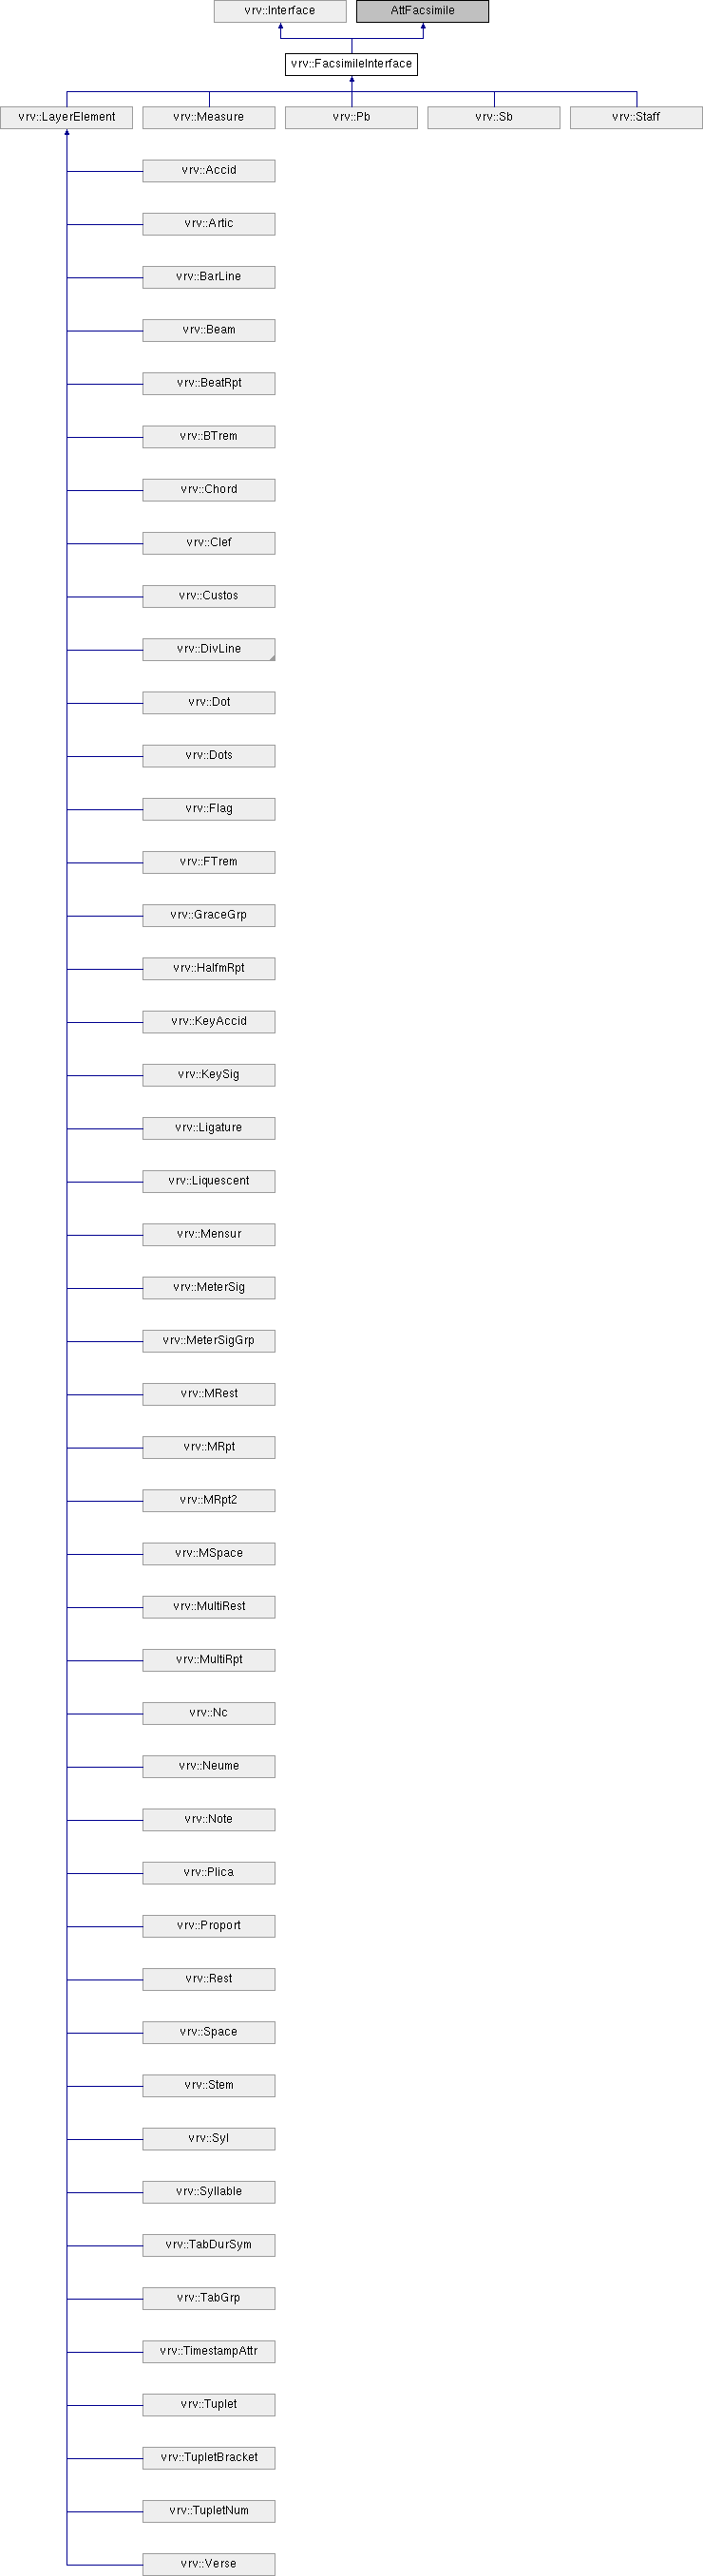 vrv::Interface
AttFacsimile
vrv::FacsimileInterface
vrv::LayerElement
vrv::Measure
vrv::Pb
vrv::Sb
vrv::Staff
vrv::Accid
vrv::Artic
vrv::BarLine
vrv::Beam
vrv::BeatRpt
vrv::BTrem
vrv::Chord
vrv::Clef
vrv::Custos
vrv::DivLine
vrv::Dot
vrv::Dots
vrv::Flag
vrv::FTrem
vrv::GraceGrp
vrv::HalfmRpt
vrv::KeyAccid
vrv::KeySig
vrv::Ligature
vrv::Liquescent
vrv::Mensur
vrv::MeterSig
vrv::MeterSigGrp
vrv::MRest
vrv::MRpt
vrv::MRpt2
vrv::MSpace
vrv::MultiRest
vrv::MultiRpt
vrv::Nc
vrv::Neume
vrv::Note
vrv::Plica
vrv::Proport
vrv::Rest
vrv::Space
vrv::Stem
vrv::Syl
vrv::Syllable
vrv::TabDurSym
vrv::TabGrp
vrv::TimestampAttr
vrv::Tuplet
vrv::TupletBracket
vrv::TupletNum
vrv::Verse